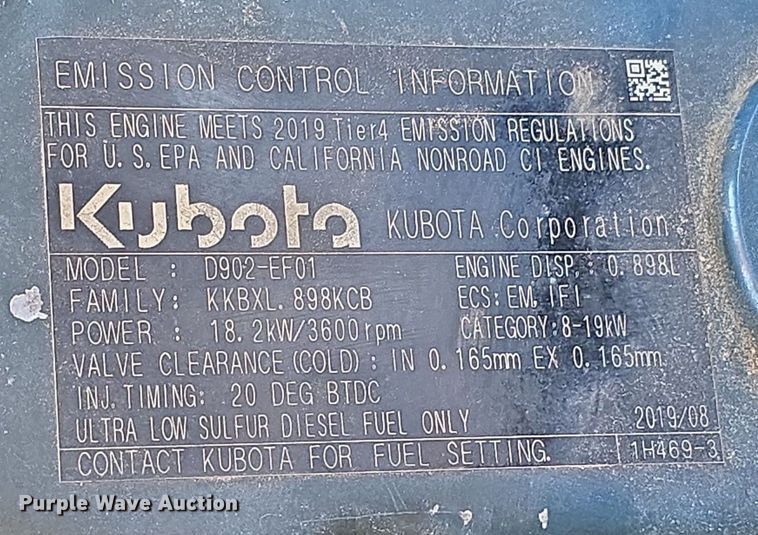 EMISSION CONTROL INFORMATION
THIS ENGINE MEETS 2019 Tier4 EMISSION REGULATIONS
FOR U.S. EPA AND CALIFORNIA NONROAD CI ENGINES.
Kubota KUBOTA Corporation
MODEL : D902-EF01 ENGINE DISP.: 0.898L
FAMILY: KKBXL.898KCB ECS: EM, IFI
POWER : 18.2kW/3600rpm CATEGORY:8-19kW
VALVE CLEARANCE(COLD): IN 0.165mm EX 0.165mm
INJ.TIMING: 20 DEG BTDC
ULTRA LOW SULFUR DIESEL FUEL ONLY 2019/08
CONTACT KUBOTA FOR FUEL SETTING. 1H469-3
Purple Wave Auction